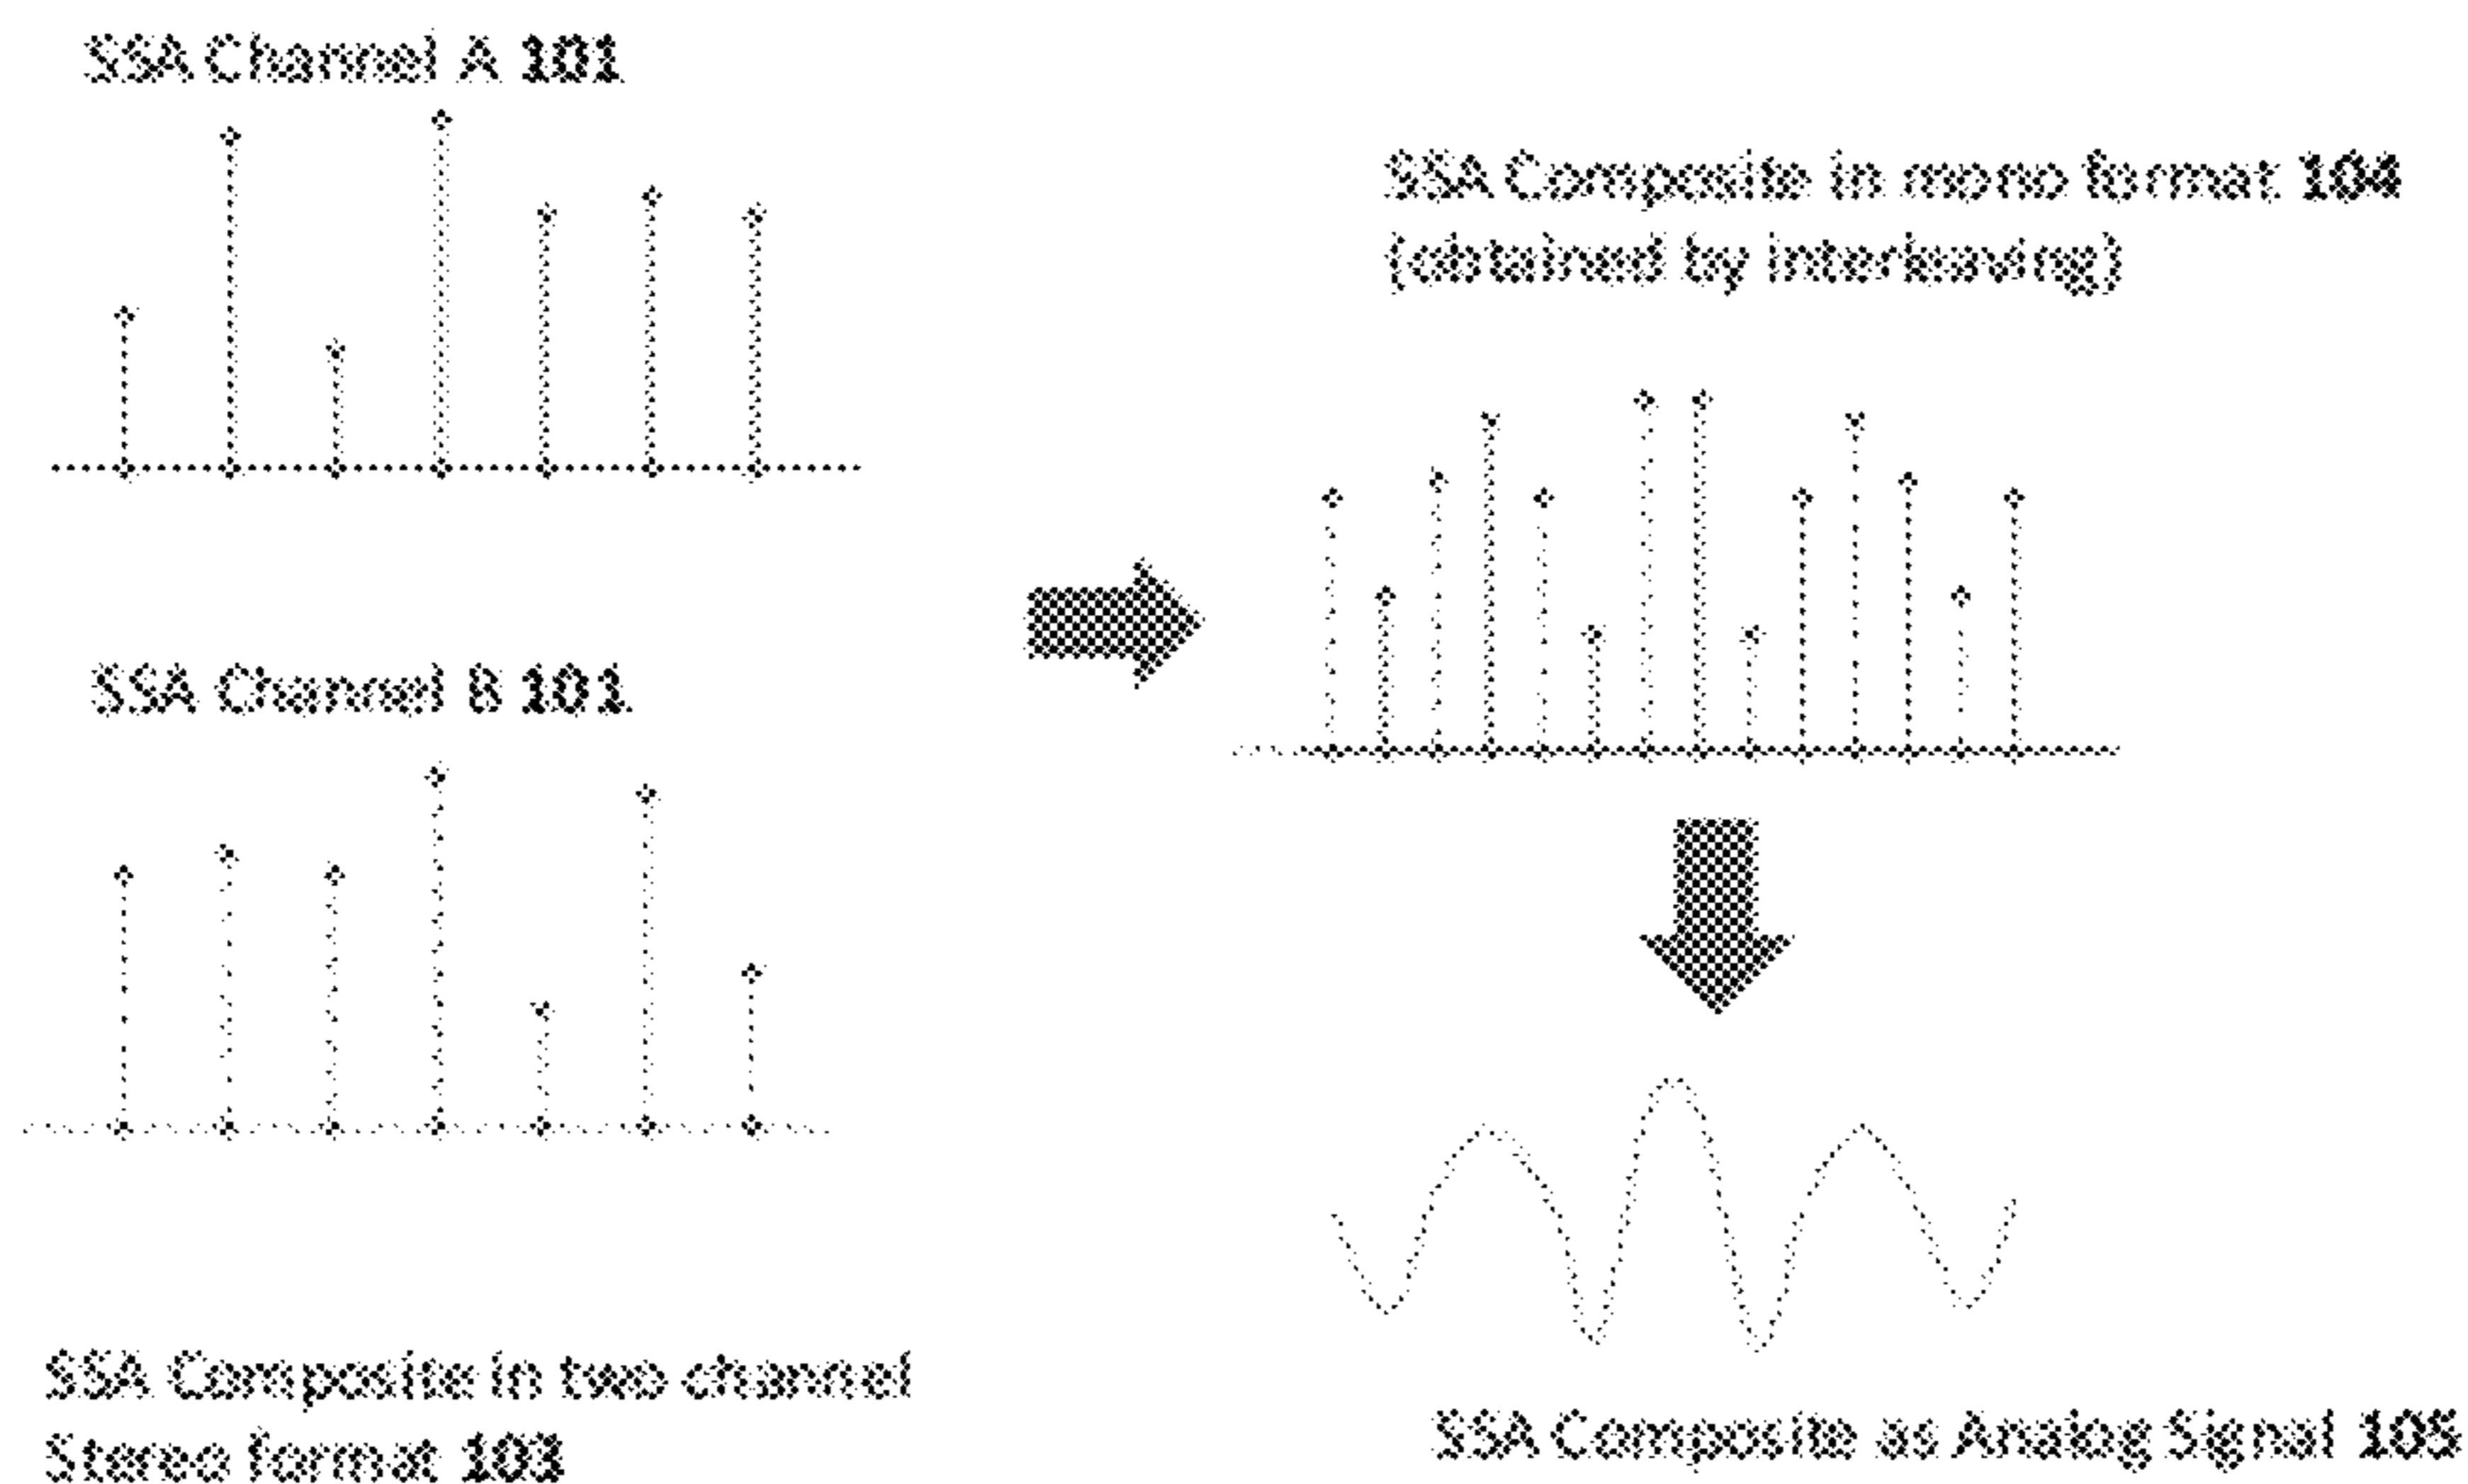 SSA Channel A 101
SSA Composite in mono format 104
(obtained by interleaving)
SSA Channel B 101
SSA Composite in two channel
Stereo format 103
SSA Composite as Analog Signal 105